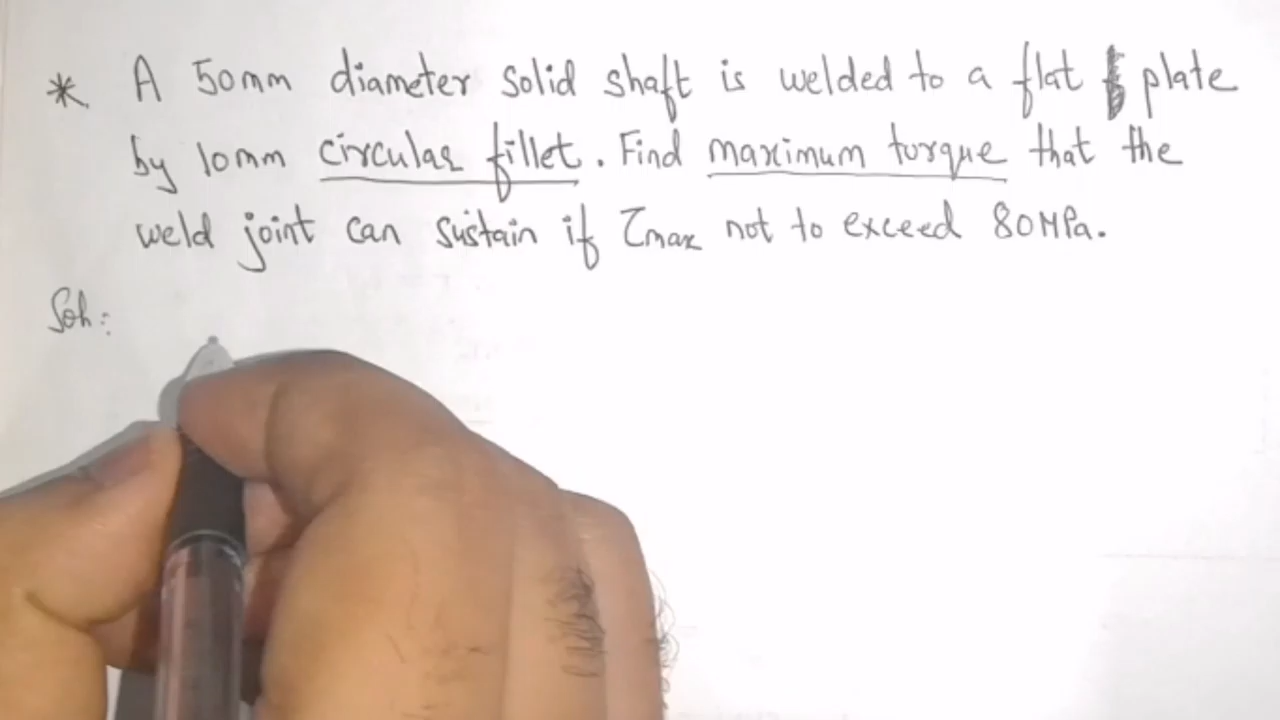 * A 50mm diameter solid shaft is welded to a flat plate
by 10mm circular fillet. Find maximum torque that the
weld joint can sustain if τmax not to exceed 80MPa.
Soln: